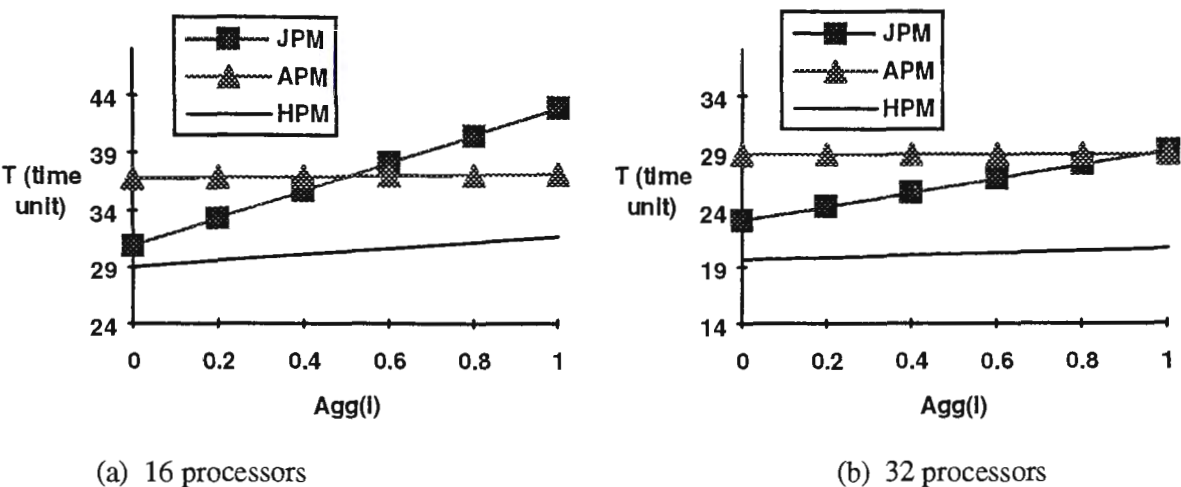 JPM
APM
HPM
44
39
34
29
24
T (time
unit)
0 0.2 0.4 0.6 0.8 1
Agg(l)
(a) 16 processors
JPM
APM
HPM
34
29
24
19
14
T (time
unit)
0 0.2 0.4 0.6 0.8 1
Agg(l)
(b) 32 processors